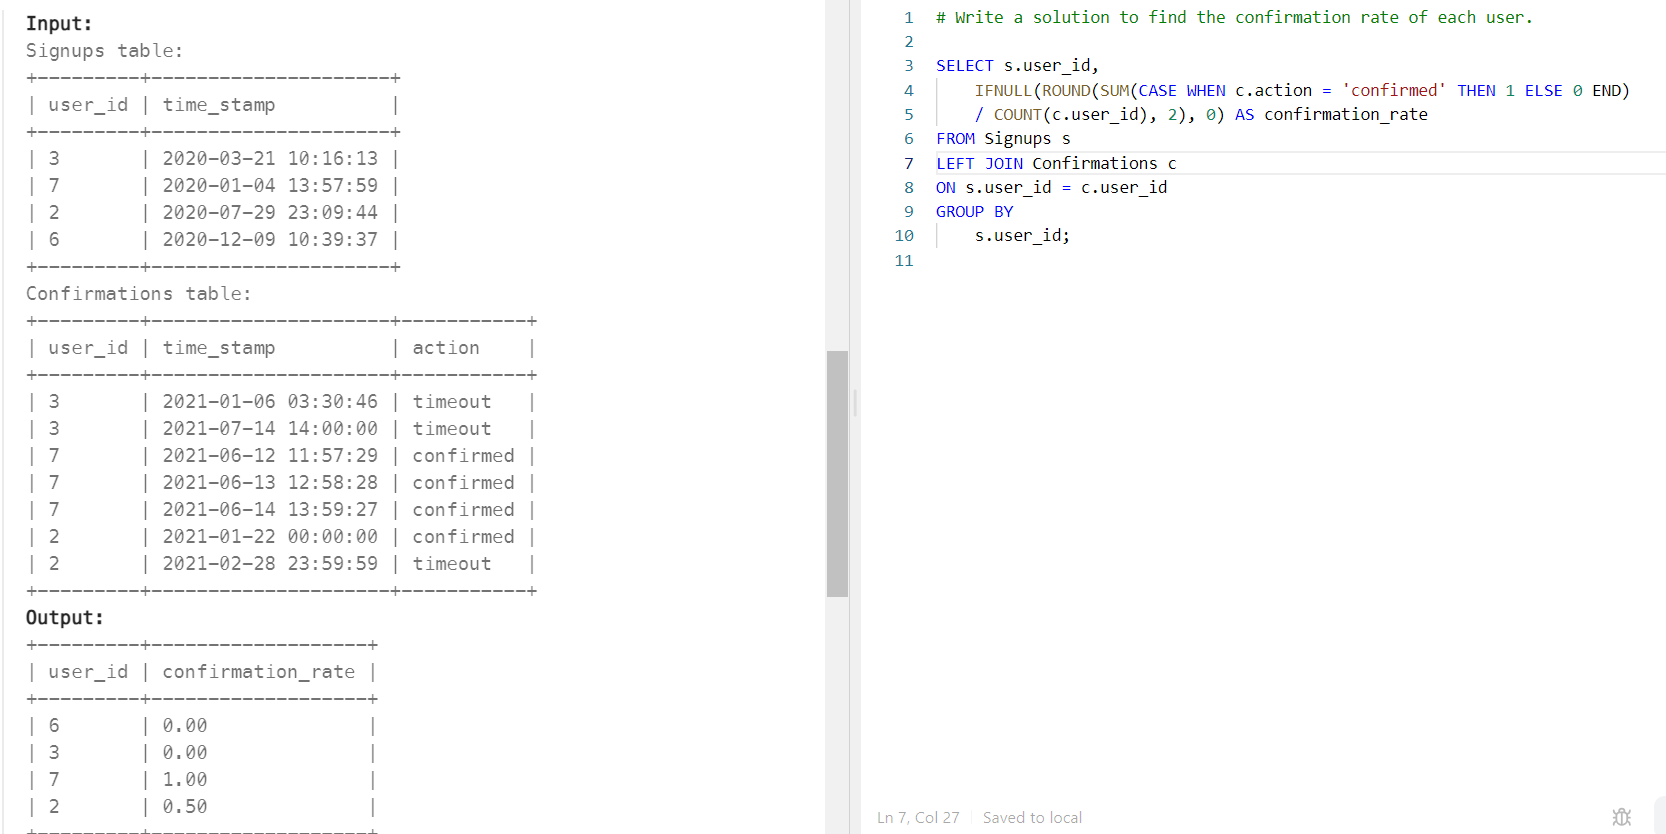 Input:
Signups table:
+---------+---------------------+
| user_id | time_stamp          |
+---------+---------------------+
| 3       | 2020-03-21 10:16:13 |
| 7       | 2020-01-04 13:57:59 |
| 2       | 2020-07-29 23:09:44 |
| 6       | 2020-12-09 10:39:37 |
+---------+---------------------+
Confirmations table:
+---------+---------------------+-----------+
| user_id | time_stamp          | action    |
+---------+---------------------+-----------+
| 3       | 2021-01-06 03:30:46 | timeout   |
| 3       | 2021-07-14 14:00:00 | timeout   |
| 7       | 2021-06-12 11:57:29 | confirmed |
| 7       | 2021-06-13 12:58:28 | confirmed |
| 7       | 2021-06-14 13:59:27 | confirmed |
| 2       | 2021-01-22 00:00:00 | confirmed |
| 2       | 2021-02-28 23:59:59 | timeout   |
+---------+---------------------+-----------+
Output:
+---------+-------------------+
| user_id | confirmation_rate |
+---------+-------------------+
| 6       | 0.00              |
| 3       | 0.00              |
| 7       | 1.00              |
| 2       | 0.50              |
+---------+-------------------+
1 # Write a solution to find the confirmation rate of each user.
2
3 SELECT s.user_id,
4     IFNULL(ROUND(SUM(CASE WHEN c.action = 'confirmed' THEN 1 ELSE 0 END)
5     / COUNT(c.user_id), 2), 0) AS confirmation_rate
6 FROM Signups s
7 LEFT JOIN Confirmations c
8 ON s.user_id = c.user_id
9 GROUP BY
10     s.user_id;
11
Ln 7, Col 27 Saved to local